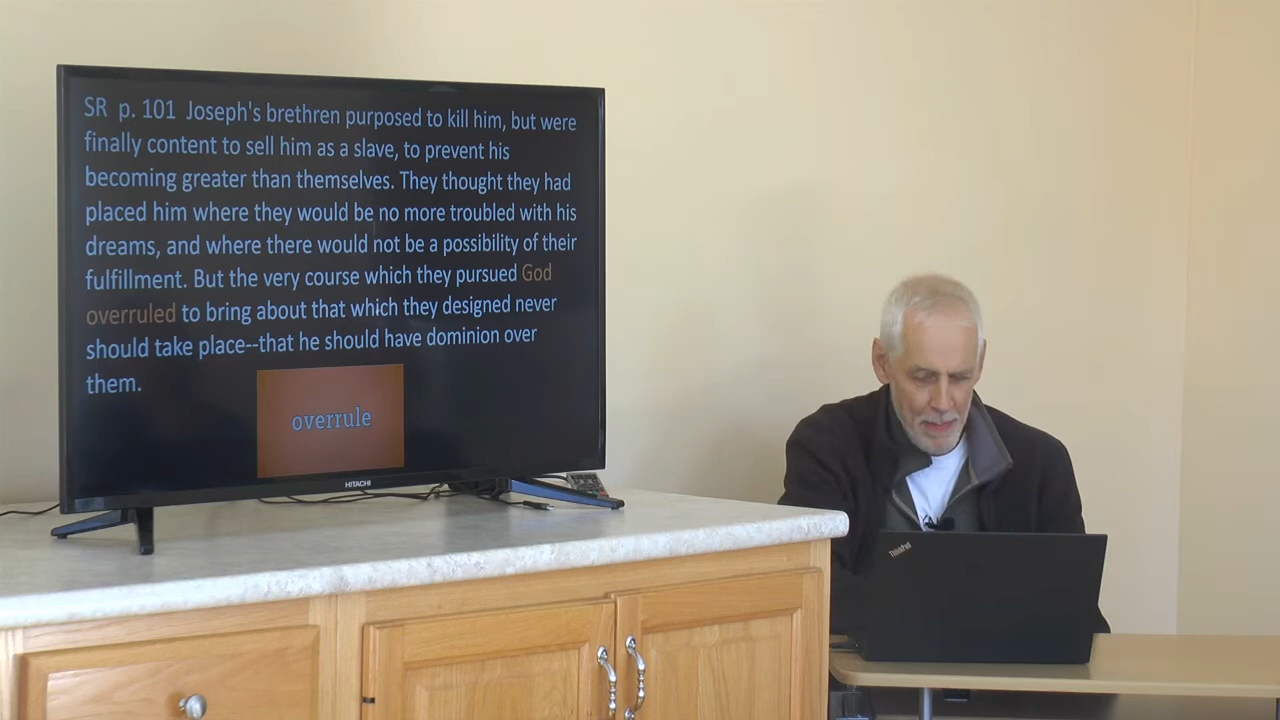 SR p. 101 Joseph's brethren purposed to kill him, but were
finally content to sell him as a slave, to prevent his
becoming greater than themselves. They thought they had
placed him where they would be no more troubled with his
dreams, and where there would not be a possibility of their
fulfillment. But the very course which they pursued God
overruled to bring about that which they designed never
should take place--that he should have dominion over
them.
overrule
HITACHI
ThinkPad